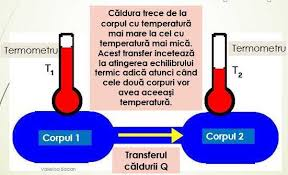 Căldura trece de la
corpul cu temperatură
mai mare la cel cu
temperatură mai mică.
Acest transfer încetează
la atingerea echilibrului
termic adică atunci când
cele două corpuri vor
avea aceeași
temperatură.
Termometru
T₁
Termometru
T₂
Corpul 1
Corpul 2
Transferul
căldurii Q